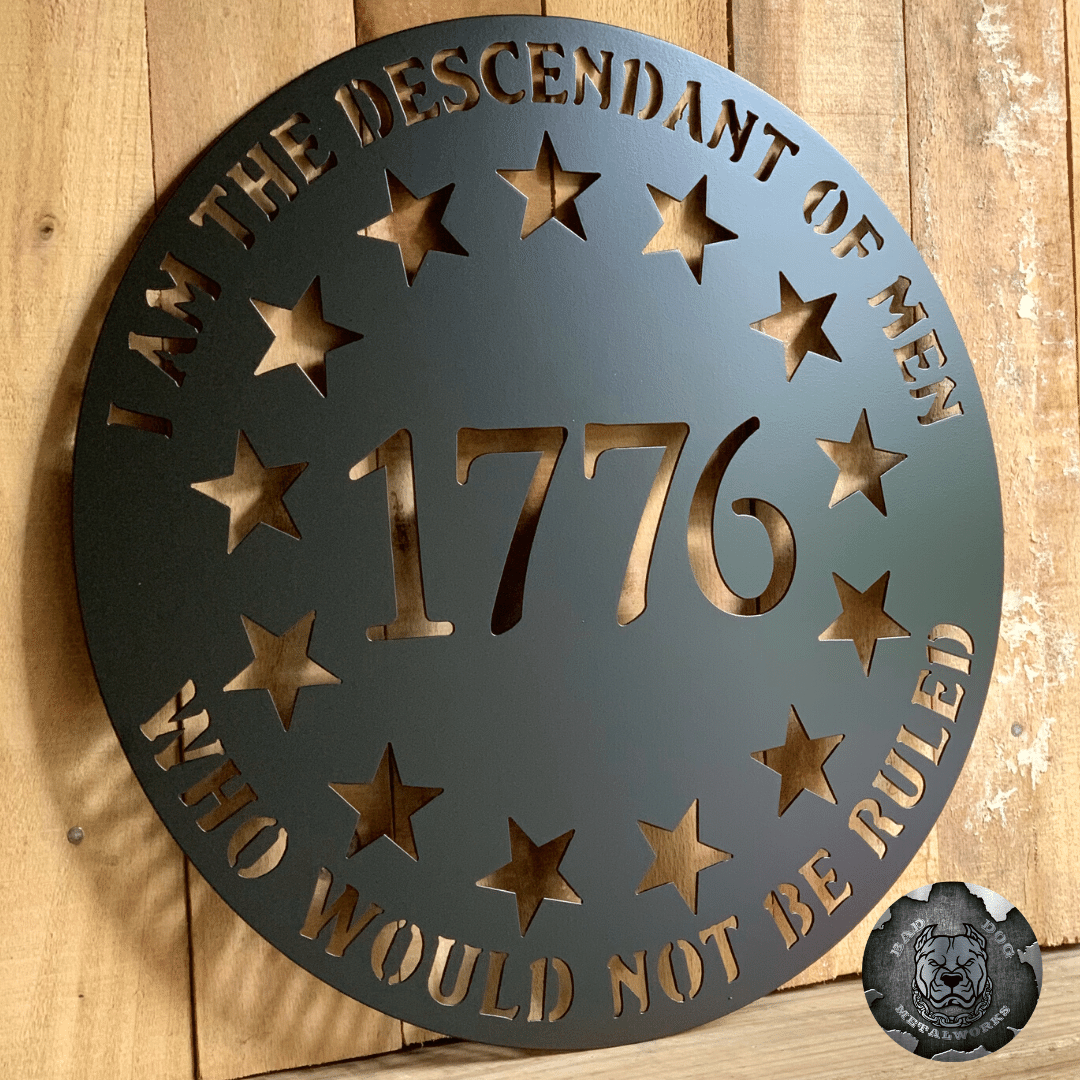 I AM THE DESCENDANT OF MEN
1776
WHO WOULD NOT BE RULED
BAD DOG
METALWORKS